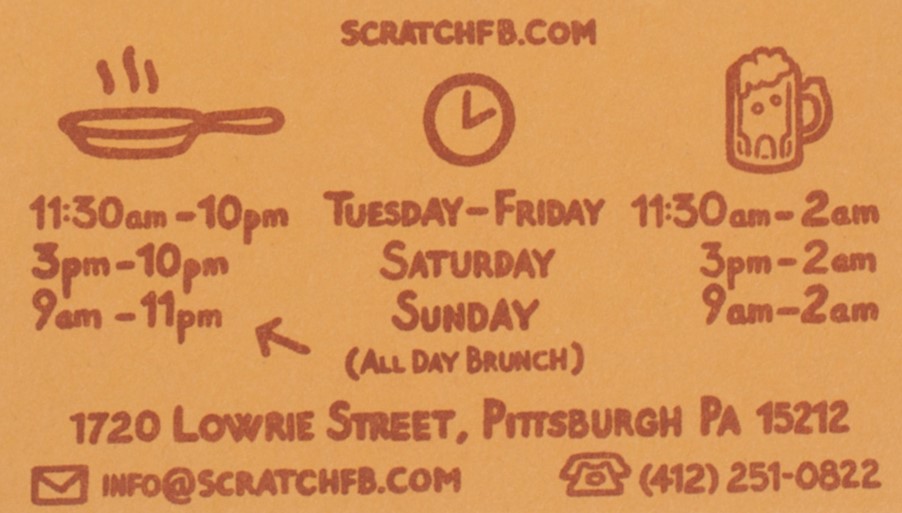 SCRATCHFB.COM
11:30am-10pm TUESDAY-FRIDAY 11:30am-2am
3pm-10pm SATURDAY 3pm-2am
9am-11pm SUNDAY 9am-2am
(ALL DAY BRUNCH)
1720 LOWRIE STREET, PITTSBURGH PA 15212
INFO@SCRATCHFB.COM (412) 251-0822